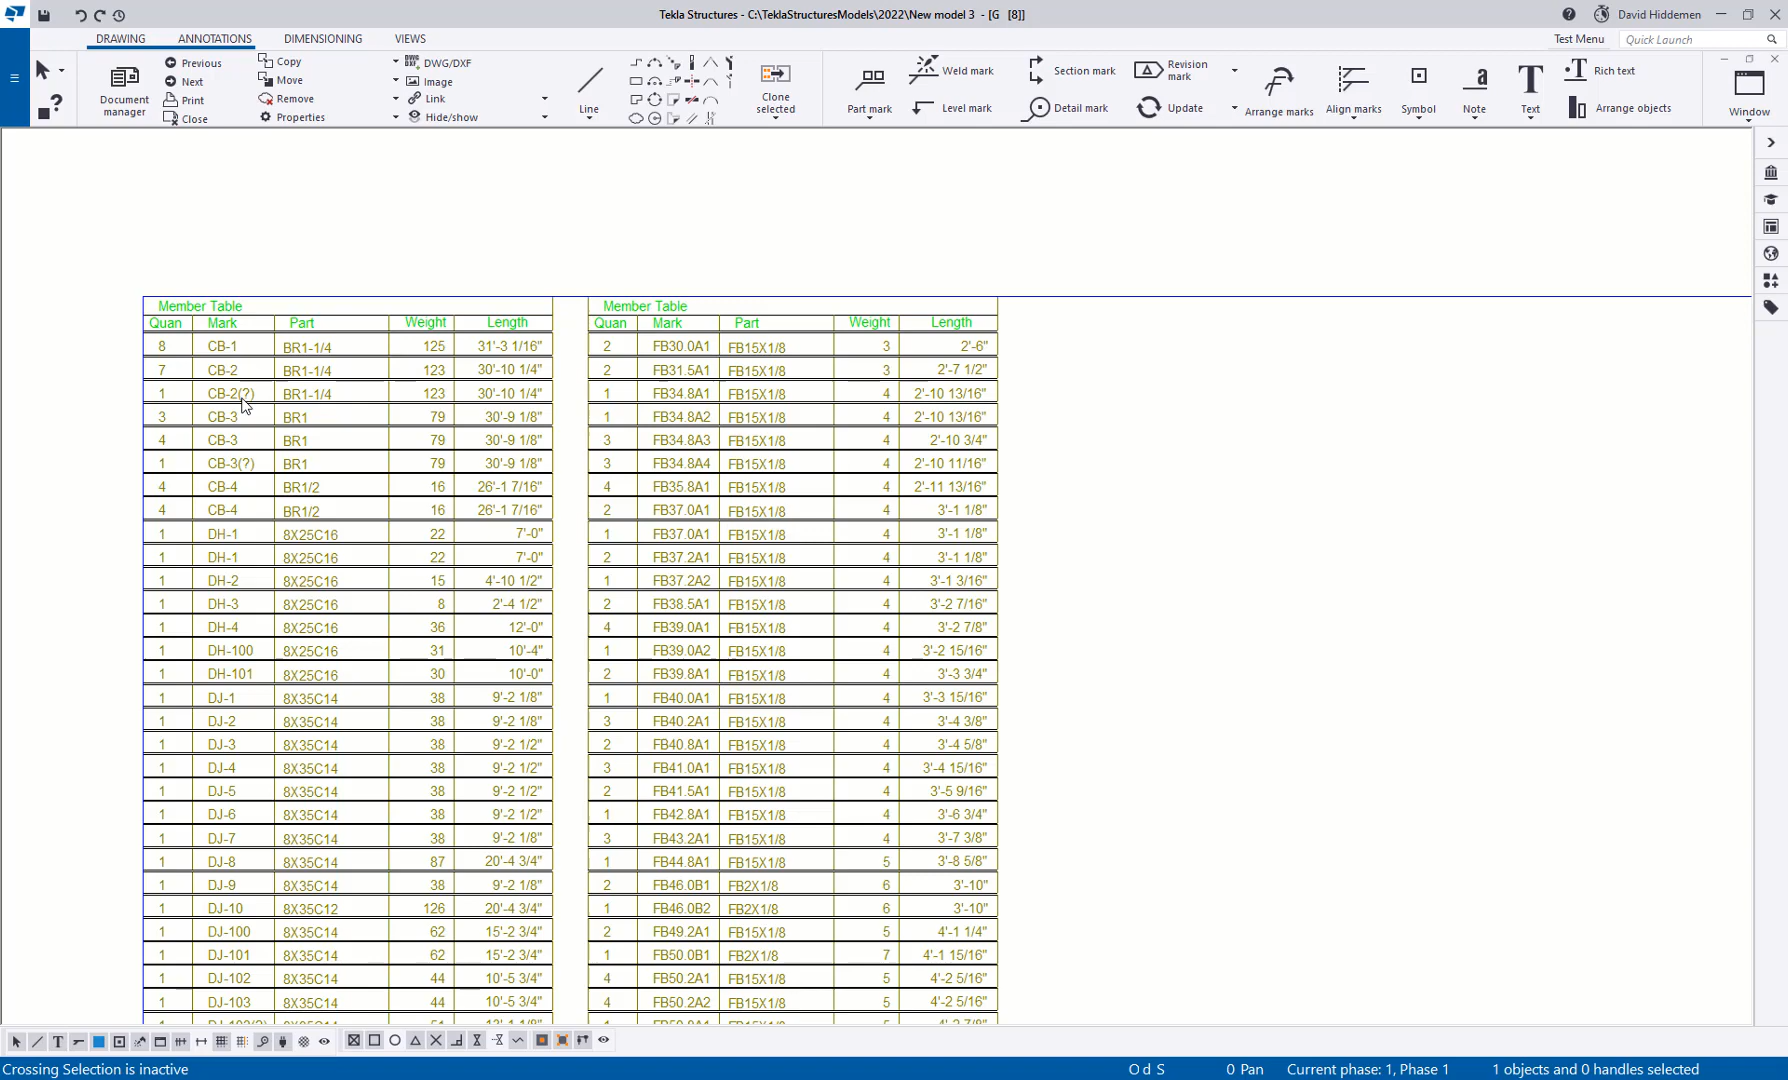 Tekla Structures - C:\TeklaStructuresModels\2022\New model 3 - [G [8]]
David Hiddemen
DRAWING ANNOTATIONS DIMENSIONING VIEWS
Test Menu Quick Launch
Document manager
Previous
Next
Print
Close
Copy
Move
Remove
Properties
DWG/DXF
Image
Link
Hide/show
Line
Clone selected
Part mark
Weld mark
Level mark
Section mark
Detail mark
Revision mark
Update
Arrange marks
Align marks
Symbol
Note
Text
Rich text
Arrange objects
Window
Member Table
Quan Mark Part Weight Length
8 CB-1 BR1-1/4 125 31'-3 1/16"
7 CB-2 BR1-1/4 123 30'-10 1/4"
1 CB-2(?) BR1-1/4 123 30'-10 1/4"
3 CB-3 BR1 79 30'-9 1/8"
4 CB-3 BR1 79 30'-9 1/8"
1 CB-3(?) BR1 79 30'-9 1/8"
4 CB-4 BR1/2 16 26'-1 7/16"
4 CB-4 BR1/2 16 26'-1 7/16"
1 DH-1 8X25C16 22 7'-0"
1 DH-1 8X25C16 22 7'-0"
1 DH-2 8X25C16 15 4'-10 1/2"
1 DH-3 8X25C16 8 2'-4 1/2"
1 DH-4 8X25C16 36 12'-0"
1 DH-100 8X25C16 31 10'-4"
1 DH-101 8X25C16 30 10'-0"
1 DJ-1 8X35C14 38 9'-2 1/8"
1 DJ-2 8X35C14 38 9'-2 1/8"
1 DJ-3 8X35C14 38 9'-2 1/2"
1 DJ-4 8X35C14 38 9'-2 1/2"
1 DJ-5 8X35C14 38 9'-2 1/2"
1 DJ-6 8X35C14 38 9'-2 1/2"
1 DJ-7 8X35C14 38 9'-2 1/8"
1 DJ-8 8X35C14 87 20'-4 3/4"
1 DJ-9 8X35C14 38 9'-2 1/8"
1 DJ-10 8X35C12 126 20'-4 3/4"
1 DJ-100 8X35C14 62 15'-2 3/4"
1 DJ-101 8X35C14 62 15'-2 3/4"
1 DJ-102 8X35C14 44 10'-5 3/4"
1 DJ-103 8X35C14 44 10'-5 3/4"
Member Table
Quan Mark Part Weight Length
2 FB30.0A1 FB15X1/8 3 2'-6"
2 FB31.5A1 FB15X1/8 3 2'-7 1/2"
1 FB34.8A1 FB15X1/8 4 2'-10 13/16"
1 FB34.8A2 FB15X1/8 4 2'-10 13/16"
3 FB34.8A3 FB15X1/8 4 2'-10 3/4"
3 FB34.8A4 FB15X1/8 4 2'-10 11/16"
4 FB35.8A1 FB15X1/8 4 2'-11 13/16"
2 FB37.0A1 FB15X1/8 4 3'-1 1/8"
1 FB37.0A1 FB15X1/8 4 3'-1 1/8"
2 FB37.2A1 FB15X1/8 4 3'-1 1/8"
1 FB37.2A2 FB15X1/8 4 3'-1 3/16"
2 FB38.5A1 FB15X1/8 4 3'-2 7/16"
4 FB39.0A1 FB15X1/8 4 3'-2 7/8"
1 FB39.0A2 FB15X1/8 4 3'-2 15/16"
2 FB39.8A1 FB15X1/8 4 3'-3 3/4"
1 FB40.0A1 FB15X1/8 4 3'-3 15/16"
3 FB40.2A1 FB15X1/8 4 3'-4 3/8"
2 FB40.8A1 FB15X1/8 4 3'-4 5/8"
3 FB41.0A1 FB15X1/8 4 3'-4 15/16"
2 FB41.5A1 FB15X1/8 4 3'-5 9/16"
1 FB42.8A1 FB15X1/8 4 3'-6 3/4"
3 FB43.2A1 FB15X1/8 4 3'-7 3/8"
1 FB44.8A1 FB15X1/8 5 3'-8 5/8"
2 FB46.0B1 FB2X1/8 6 3'-10"
1 FB46.0B2 FB2X1/8 6 3'-10"
2 FB49.2A1 FB15X1/8 5 4'-1 1/4"
1 FB50.0B1 FB2X1/8 7 4'-1 15/16"
4 FB50.2A1 FB15X1/8 5 4'-2 5/16"
4 FB50.2A2 FB15X1/8 5 4'-2 5/16"
Crossing Selection is inactive
O d S 0 Pan Current phase: 1, Phase 1 1 objects and 0 handles selected